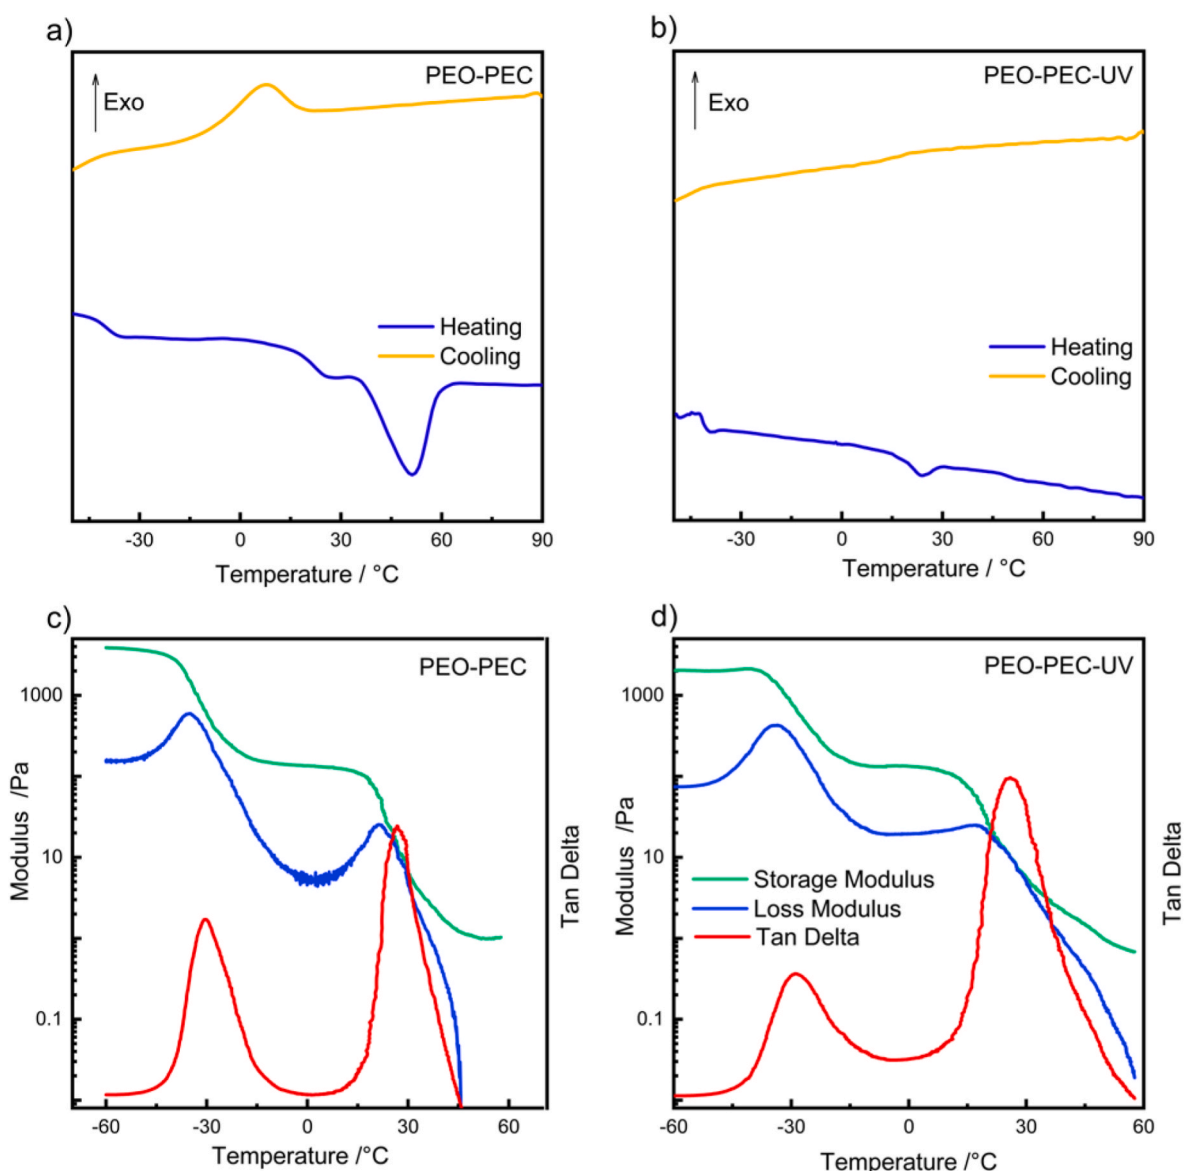 a)
PEO-PEC
Exo
Heating
Cooling
-30 0 30 60 90
Temperature / °C
b)
PEO-PEC-UV
Exo
Heating
Cooling
-30 0 30 60 90
Temperature / °C
c)
PEO-PEC
1000
10
0.1
Modulus /Pa
Tan Delta
-60 -30 0 30 60
Temperature /°C
d)
PEO-PEC-UV
1000
10
0.1
Modulus /Pa
Storage Modulus
Loss Modulus
Tan Delta
Tan Delta
-60 -30 0 30 60
Temperature /°C